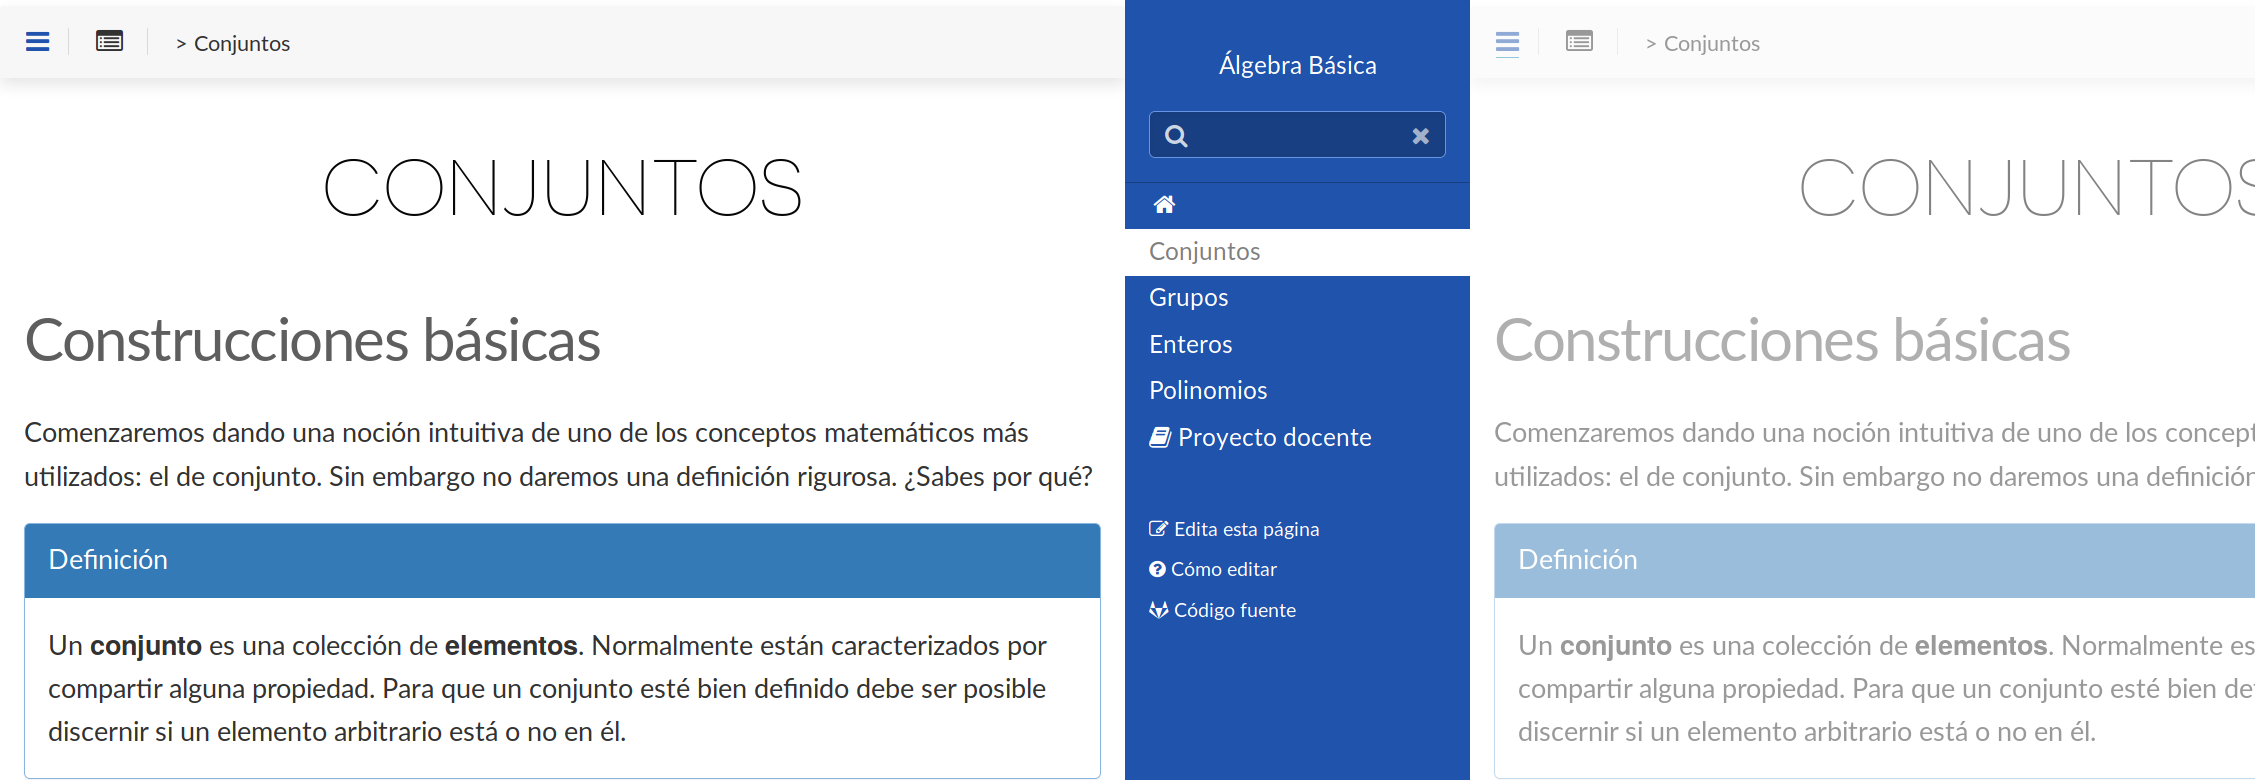 > Conjuntos
CONJUNTOS
Construcciones básicas
Comenzaremos dando una noción intuitiva de uno de los conceptos matemáticos más
utilizados: el de conjunto. Sin embargo no daremos una definición rigurosa. ¿Sabes por qué?
Definición
Un conjunto es una colección de elementos. Normalmente están caracterizados por
compartir alguna propiedad. Para que un conjunto esté bien definido debe ser posible
discernir si un elemento arbitrario está o no en él.
Álgebra Básica
Conjuntos
Grupos
Enteros
Polinomios
Proyecto docente
Edita esta página
Cómo editar
Código fuente
> Conjuntos
CONJUNTOS
Construcciones básicas
Comenzaremos dando una noción intuitiva de uno de los concept
utilizados: el de conjunto. Sin embargo no daremos una definición
Definición
Un conjunto es una colección de elementos. Normalmente es
compartir alguna propiedad. Para que un conjunto esté bien de
discernir si un elemento arbitrario está o no en él.